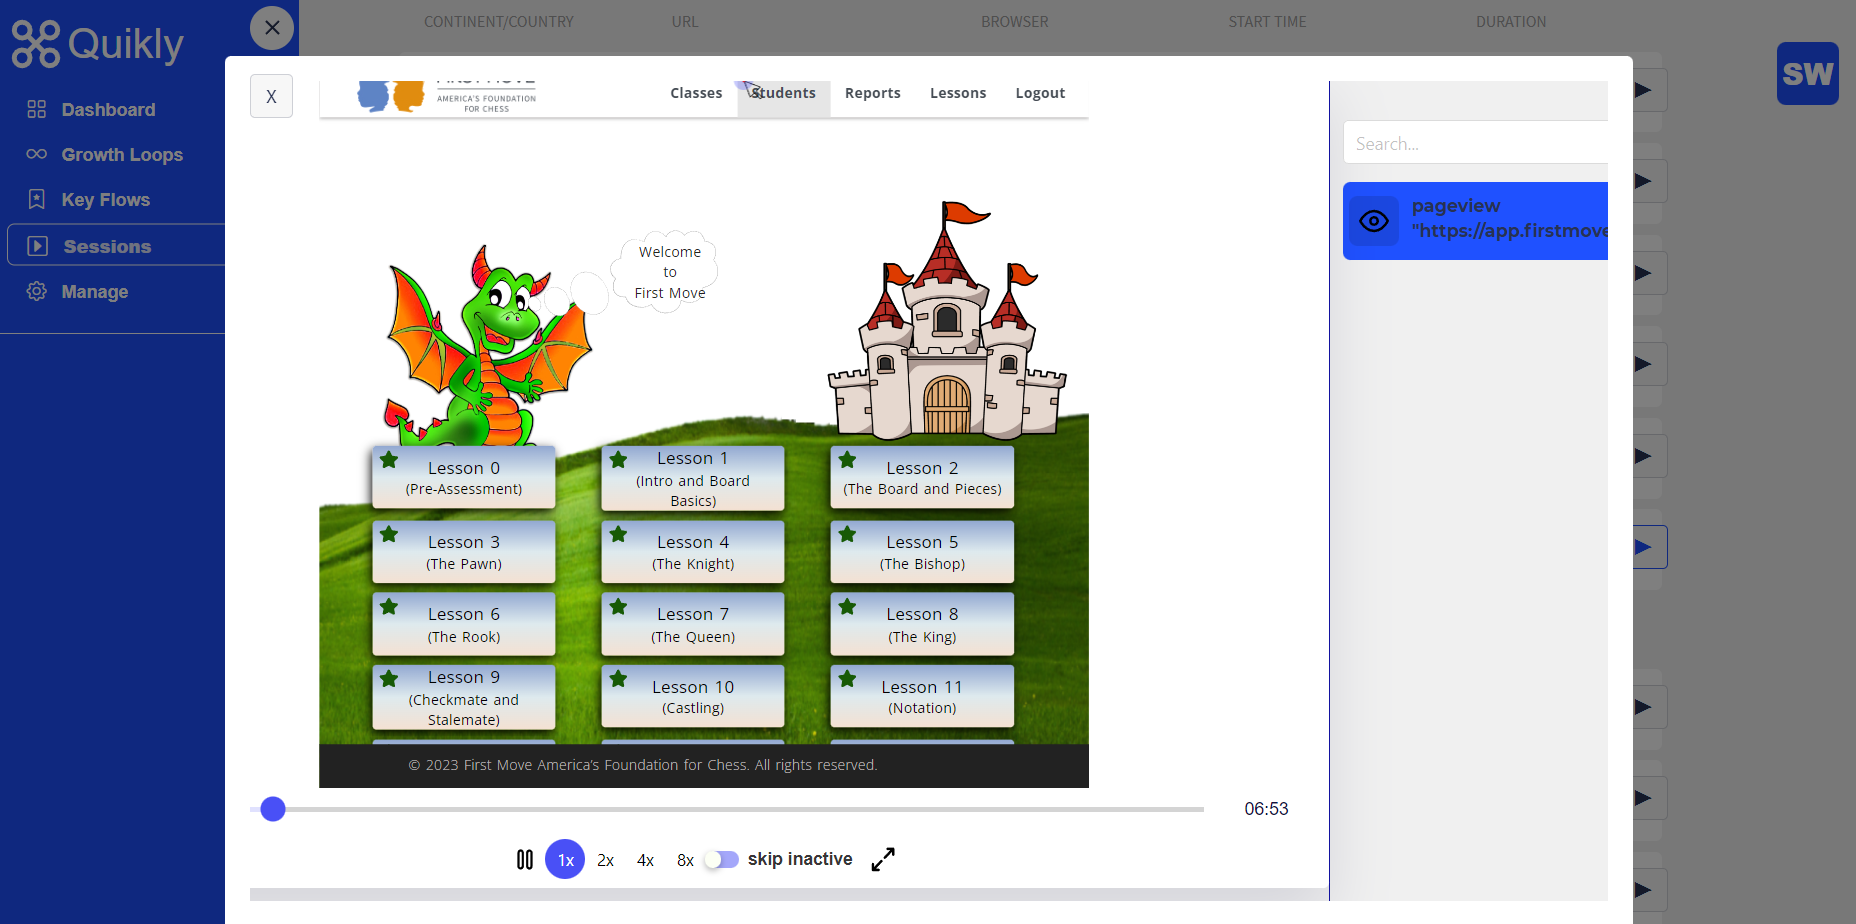 CONTINENT/COUNTRY URL BROWSER START TIME DURATION
Quikly
SW
Dashboard
Growth Loops
Key Flows
Sessions
Manage
X
FIRST MOVE
AMERICA'S FOUNDATION
FOR CHESS
Classes Students Reports Lessons Logout
Search...
pageview
"https://app.firstmove
Welcome
to
First Move
Lesson 0
(Pre-Assessment)
Lesson 1
(Intro and Board
Basics)
Lesson 2
(The Board and Pieces)
Lesson 3
(The Pawn)
Lesson 4
(The Knight)
Lesson 5
(The Bishop)
Lesson 6
(The Rook)
Lesson 7
(The Queen)
Lesson 8
(The King)
Lesson 9
(Checkmate and
Stalemate)
Lesson 10
(Castling)
Lesson 11
(Notation)
© 2023 First Move America's Foundation for Chess. All rights reserved.
06:53
1x 2x 4x 8x skip inactive